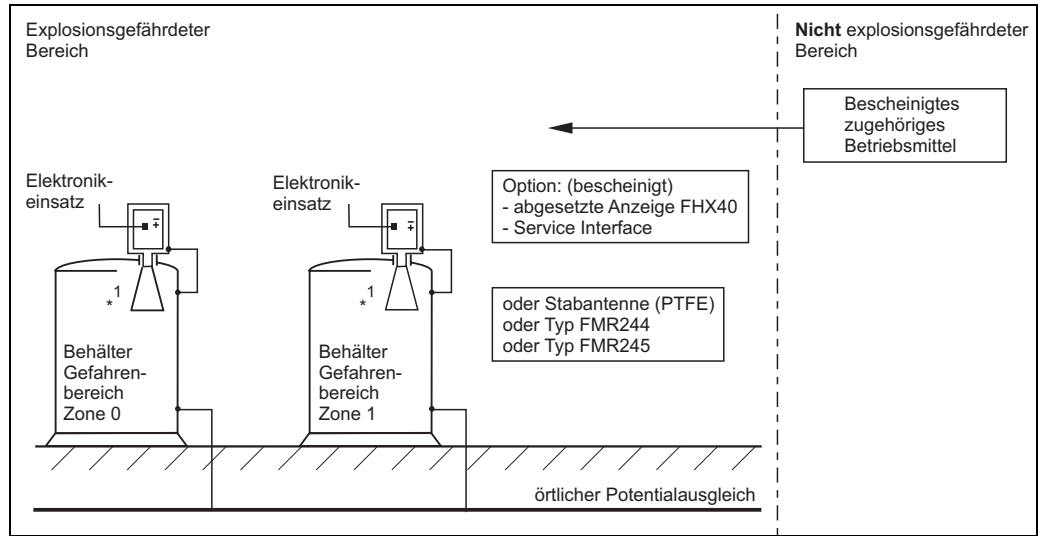 Explosionsgefährdeter
Bereich
Nicht explosionsgefährdeter
Bereich
Bescheinigtes
zugehöriges
Betriebsmittel
Elektronik-
einsatz
Elektronik-
einsatz
Option: (bescheinigt)
- abgesetzte Anzeige FHX40
- Service Interface
*1
*1
oder Stabantenne (PTFE)
oder Typ FMR244
oder Typ FMR245
Behälter
Gefahren-
bereich
Zone 0
Behälter
Gefahren-
bereich
Zone 1
örtlicher Potentialausgleich